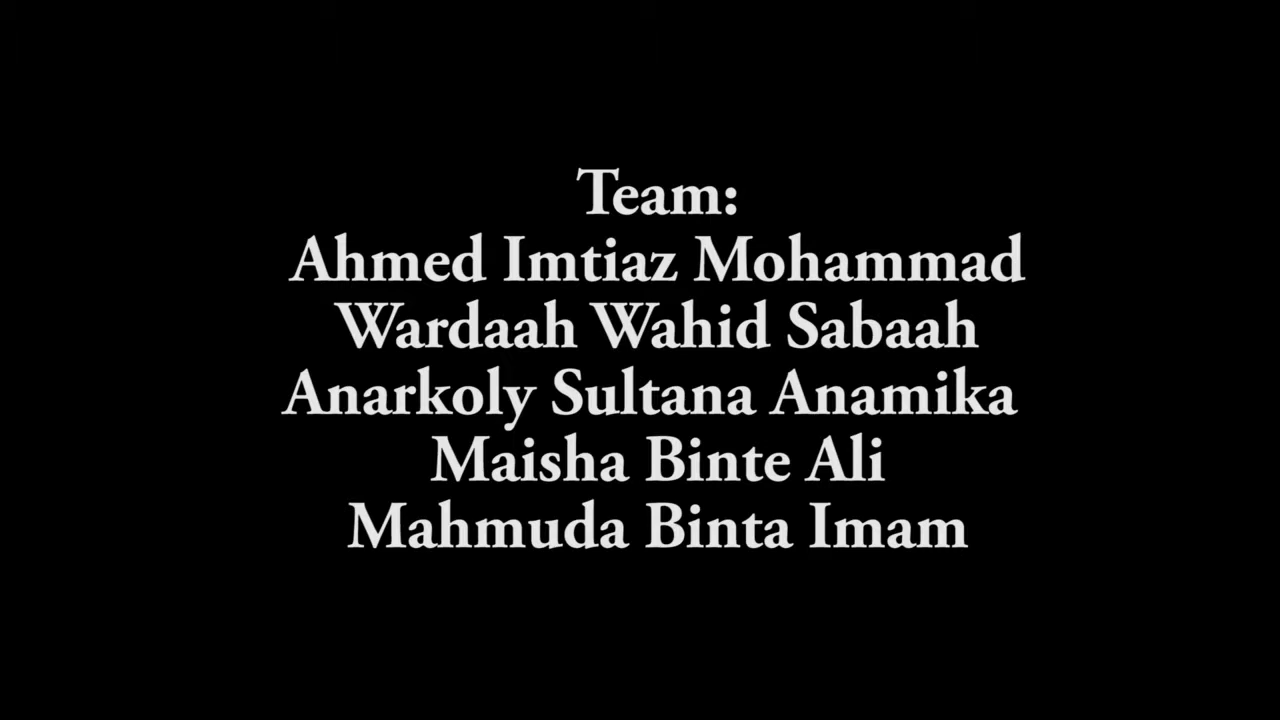 Team:
Ahmed Imtiaz Mohammad
Wardaah Wahid Sabaah
Anarkoly Sultana Anamika
Maisha Binte Ali
Mahmuda Binta Imam